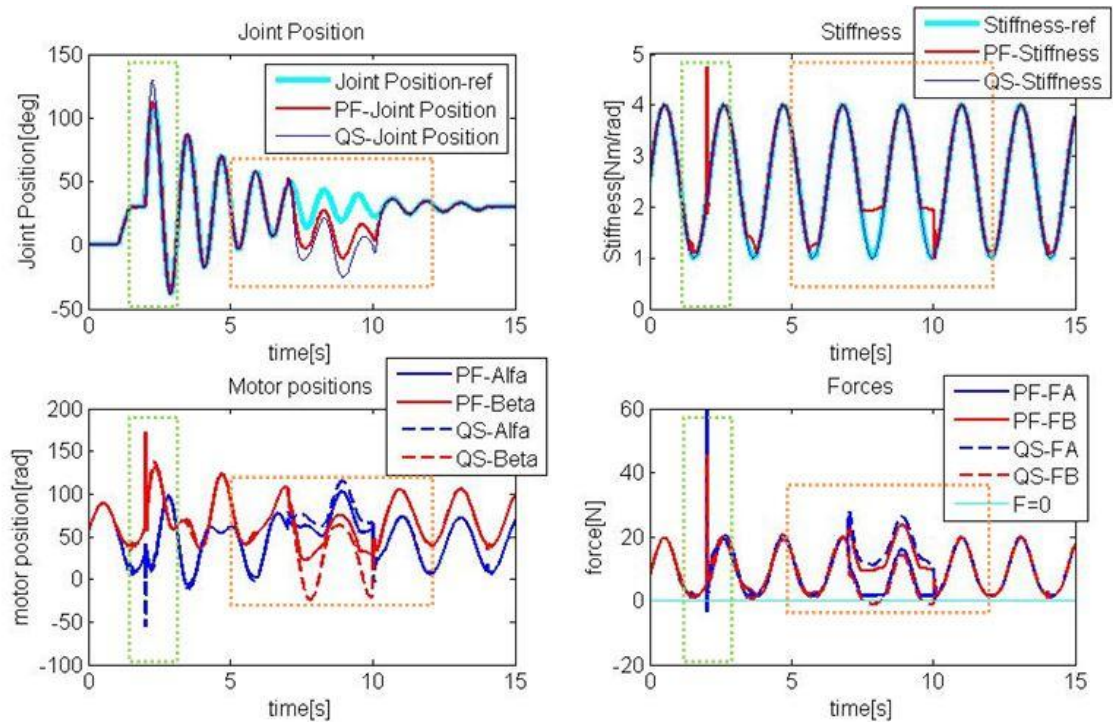 Joint Position
Joint Position[deg]
150
100
50
0
-50
Joint Position-ref
PF-Joint Position
QS-Joint Position
0 5 10 15
time[s]
Stiffness
Stiffness[Nm/rad]
5
4
3
2
1
0
Stiffness-ref
PF-Stiffness
QS-Stiffness
0 5 10 15
time[s]
Motor positions
motor position[rad]
200
150
100
50
0
-50
-100
PF-Alfa
PF-Beta
QS-Alfa
QS-Beta
0 5 10 15
time[s]
Forces
force[N]
60
40
20
0
-20
PF-FA
PF-FB
QS-FA
QS-FB
F=0
0 5 10 15
time[s]